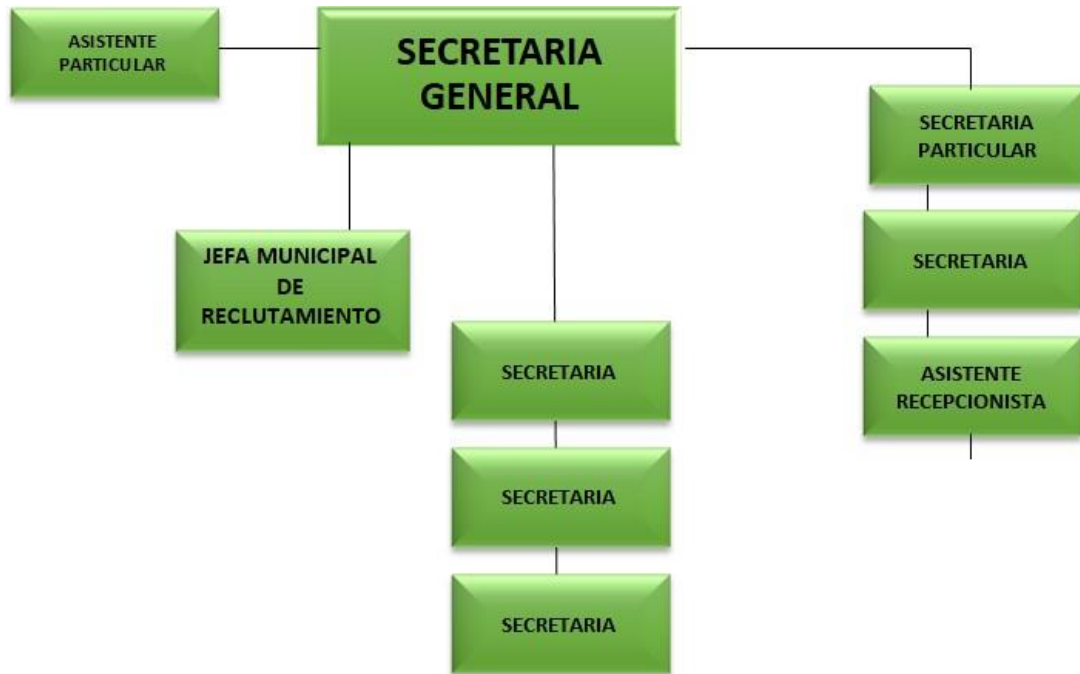 ASISTENTE
PARTICULAR
SECRETARIA
GENERAL
SECRETARIA
PARTICULAR
JEFA MUNICIPAL
DE
RECLUTAMIENTO
SECRETARIA
ASISTENTE
RECEPCIONISTA
SECRETARIA
SECRETARIA
SECRETARIA